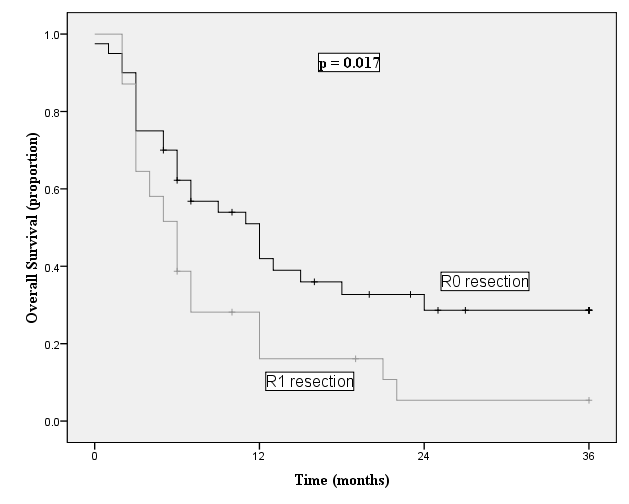 p = 0.017
1.0
0.8
0.6
0.4
0.2
0.0
Overall Survival (proportion)
R0 resection
R1 resection
0 12 24 36
Time (months)